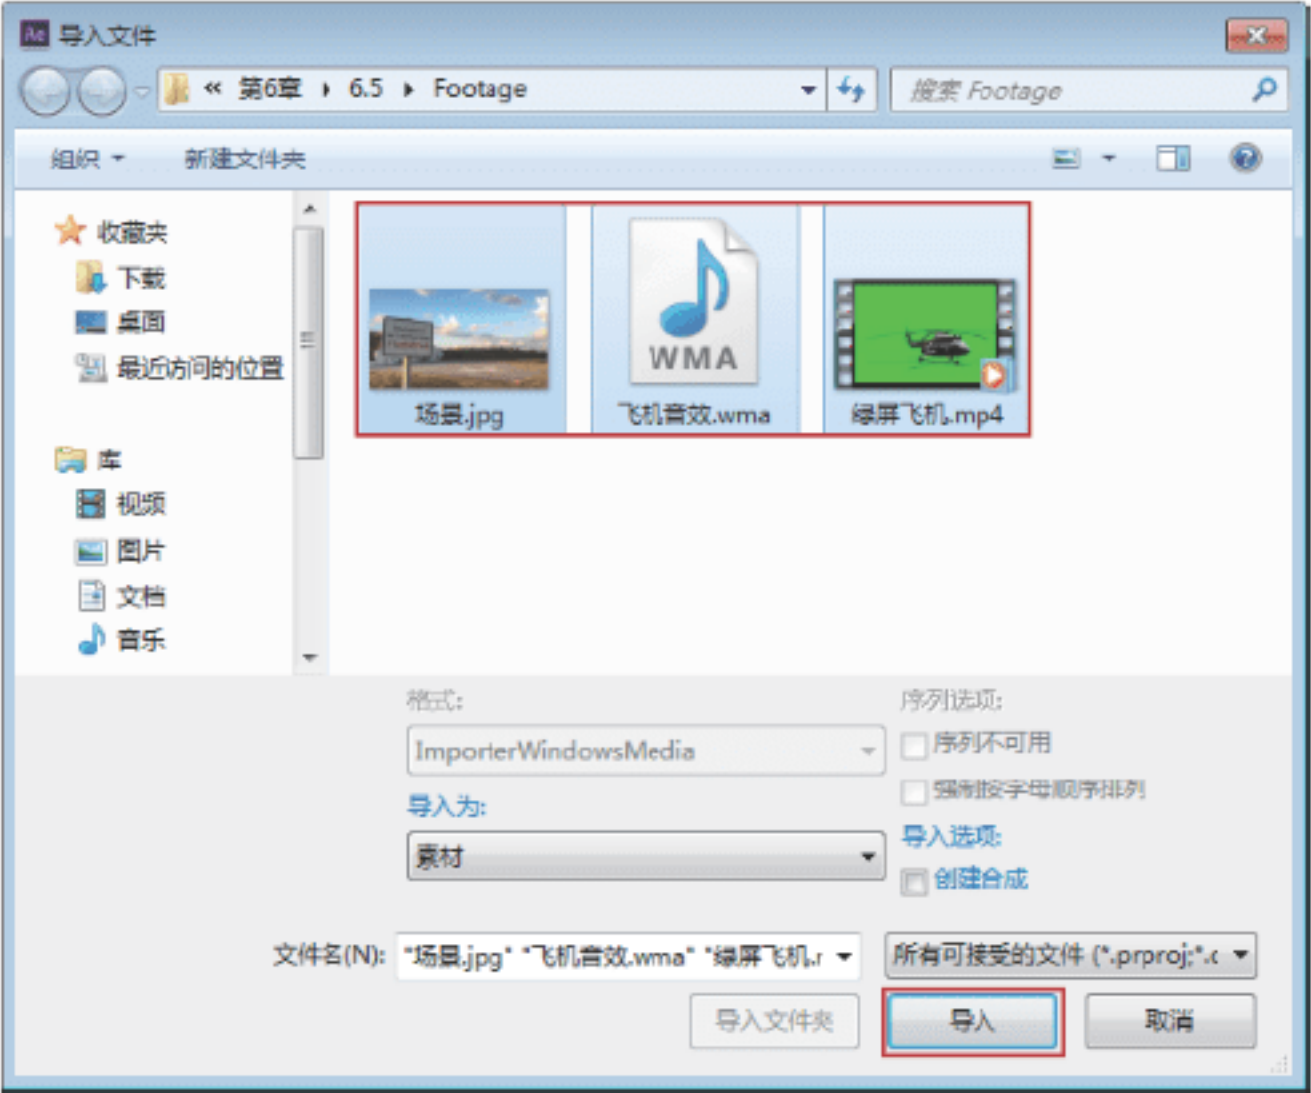 Ae 导入文件
« 第6章 6.5 Footage
搜索 Footage
组织 新建文件夹
收藏夹
下载
桌面
最近访问的位置
库
视频
图片
文档
音乐
WMA
场景.jpg
飞机音效.wma
绿屏飞机.mp4
格式:
ImporterWindowsMedia
导入为:
素材
序列选项:
序列不可用
强制按字母顺序排列
导入选项:
创建合成
文件名(N): "场景.jpg" "飞机音效.wma" "绿屏飞机.r
所有可接受的文件 (*.prproj;*.c
导入文件夹 导入 取消